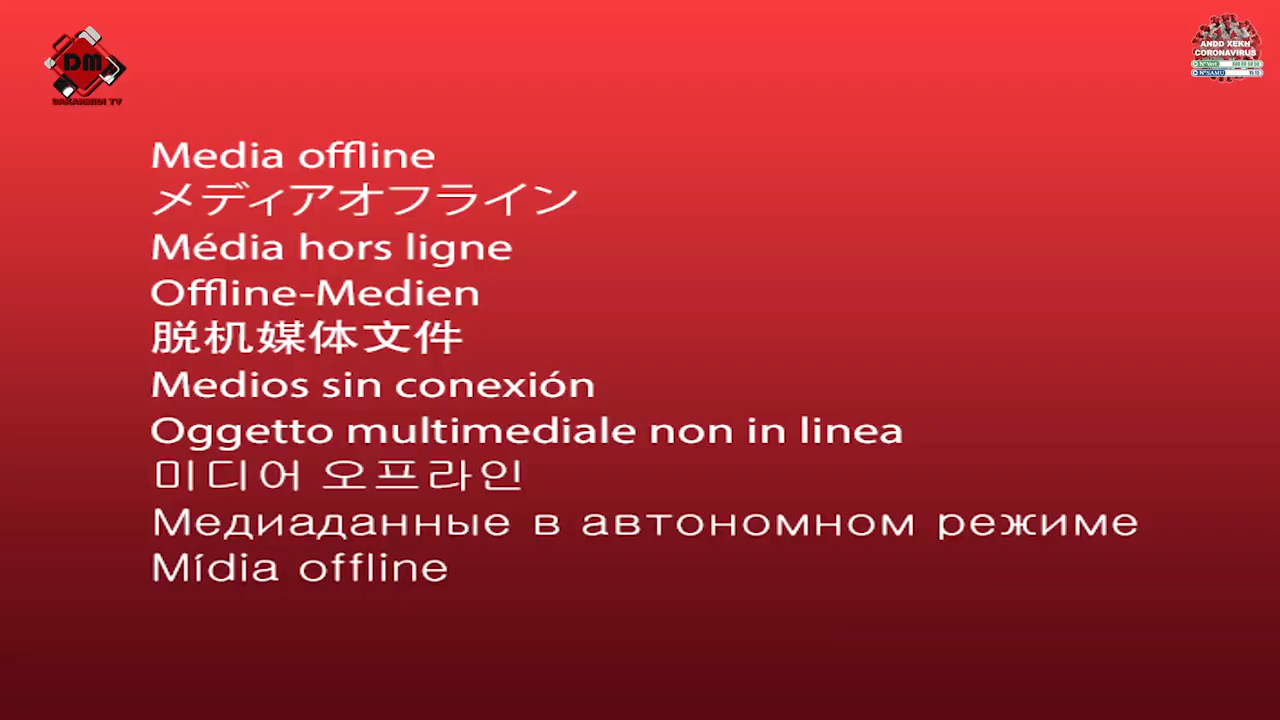 DM
ANDD XEKH
CORONAVIRUS
Media offline
メディアオフライン
Média hors ligne
Offline-Medien
脱机媒体文件
Medios sin conexión
Oggetto multimediale non in linea
미디어 오프라인
Медиаданные в автономном режиме
Mídia offline